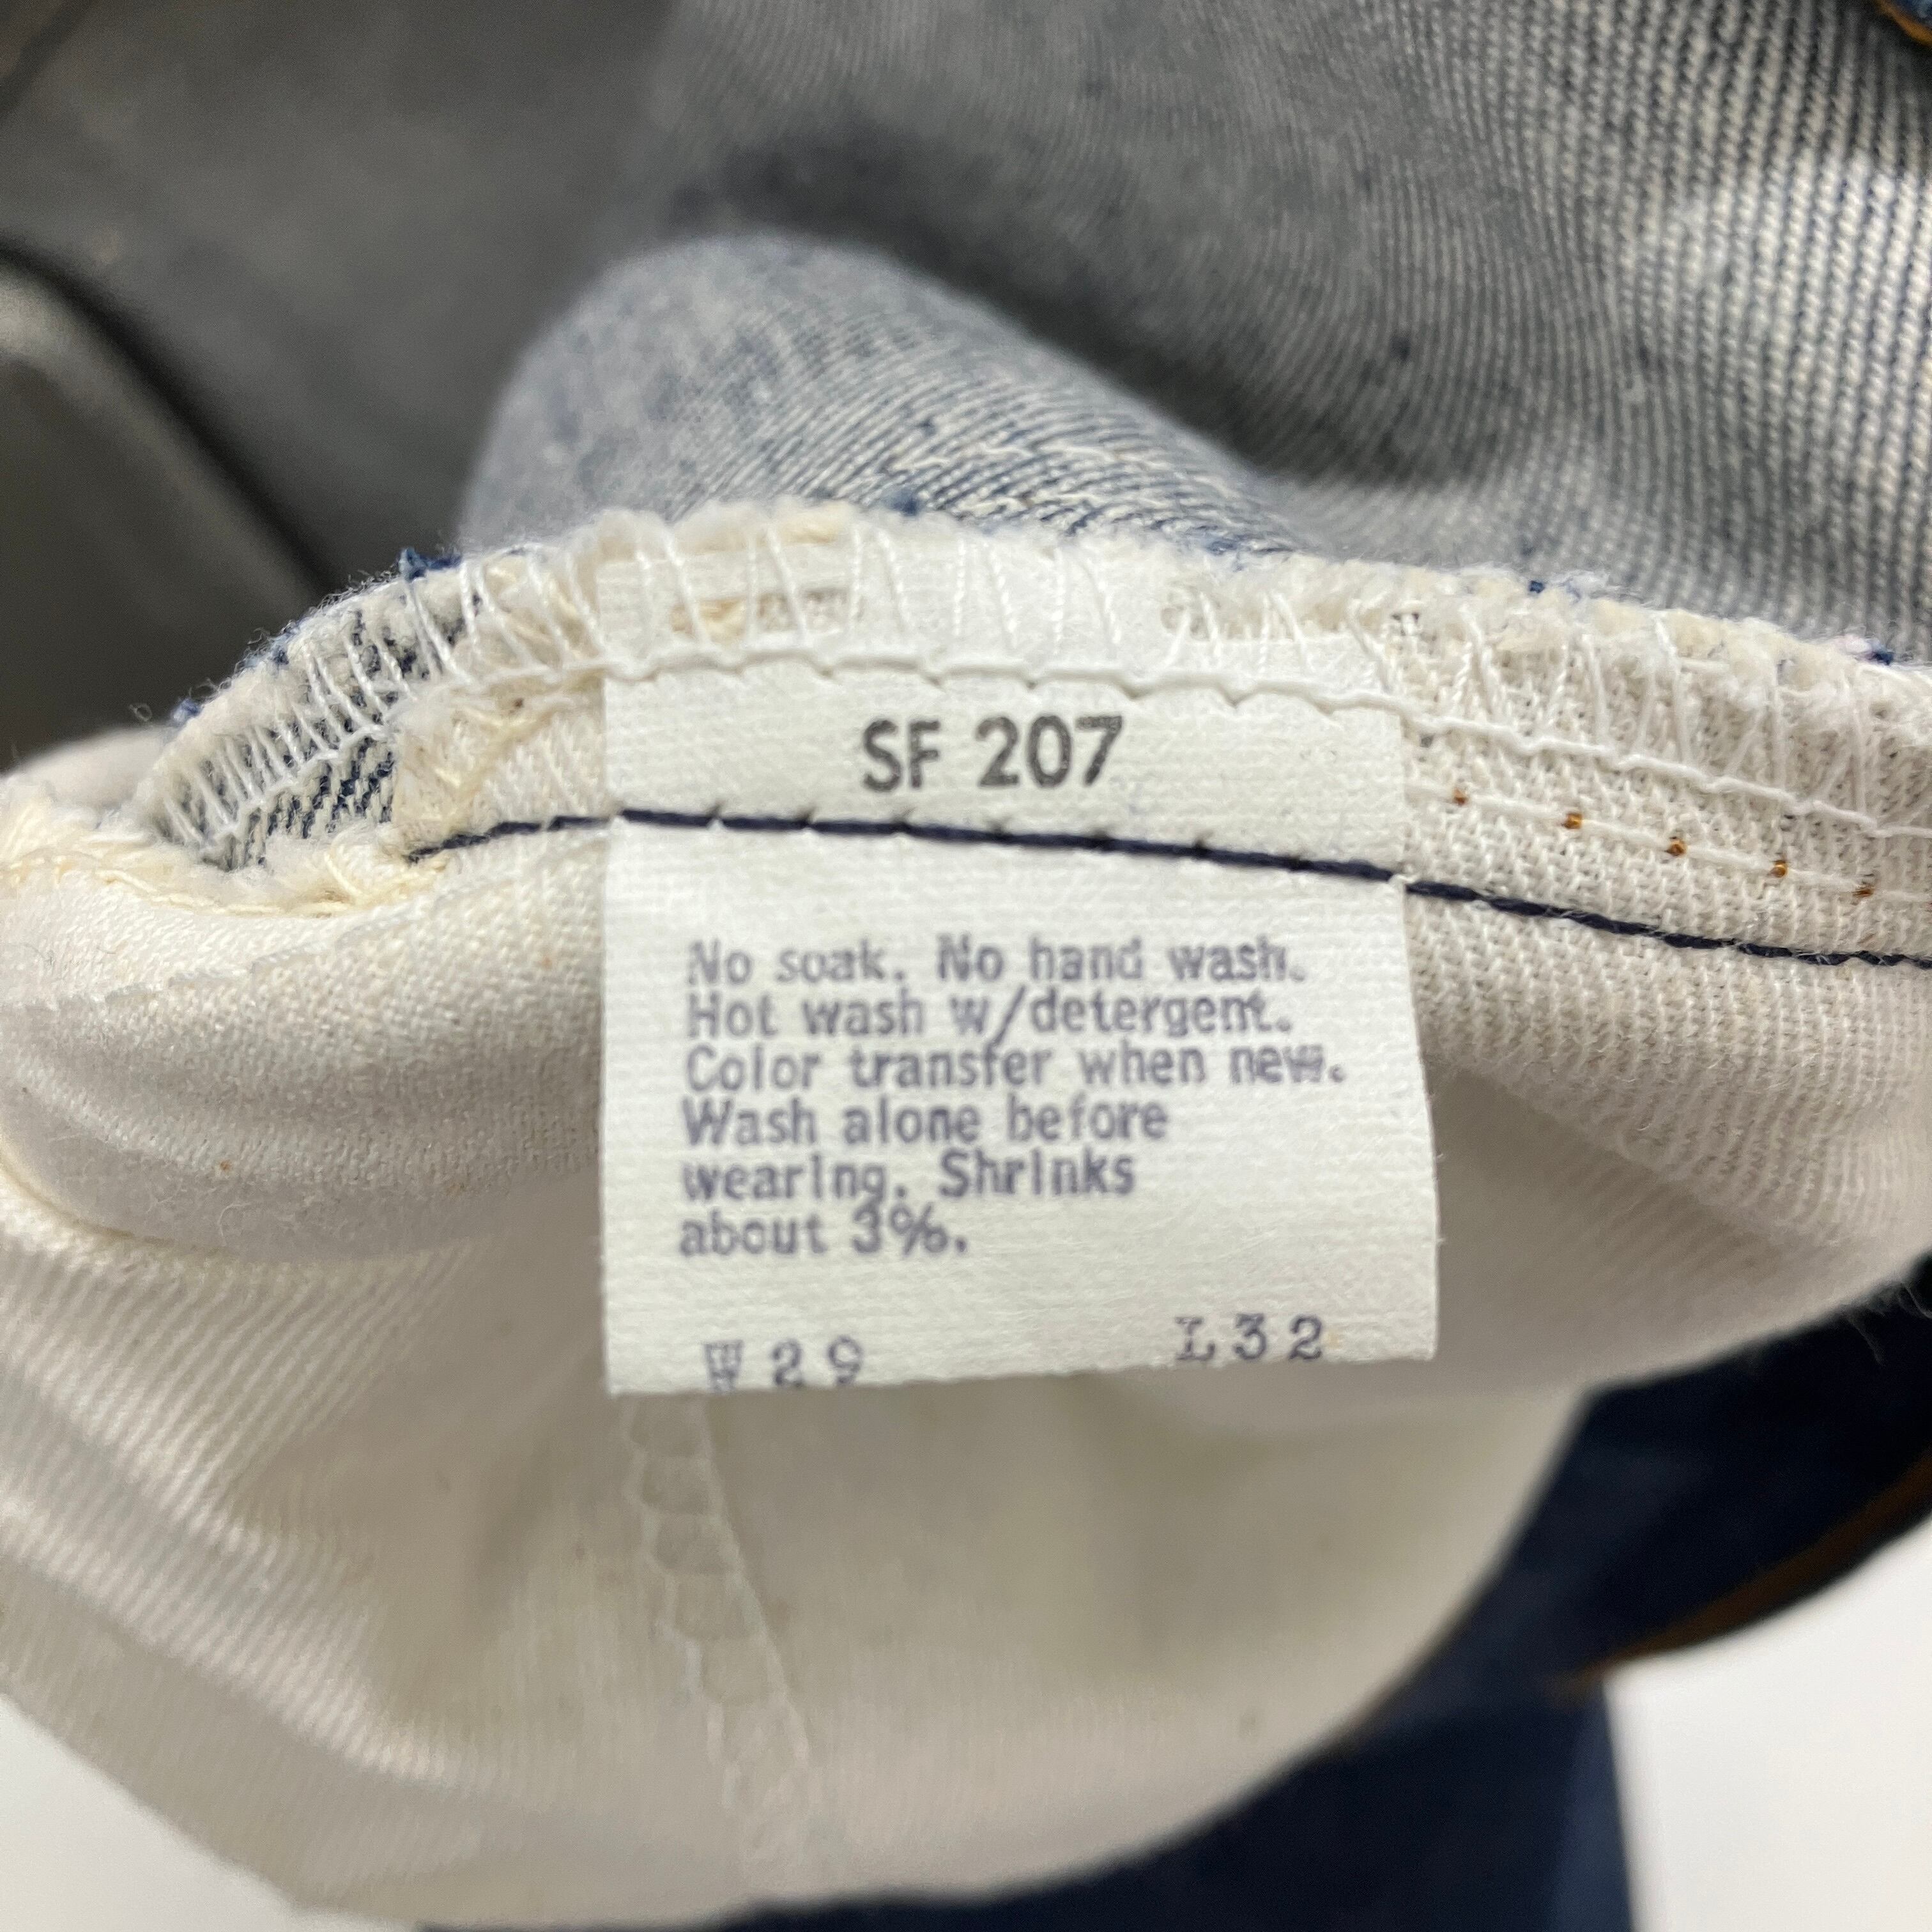 SF 207
No soak. No hand wash.
Hot wash w/detergent.
Color transfer when new.
Wash alone before
wearing. Shrinks
about 3%.
W29 L32